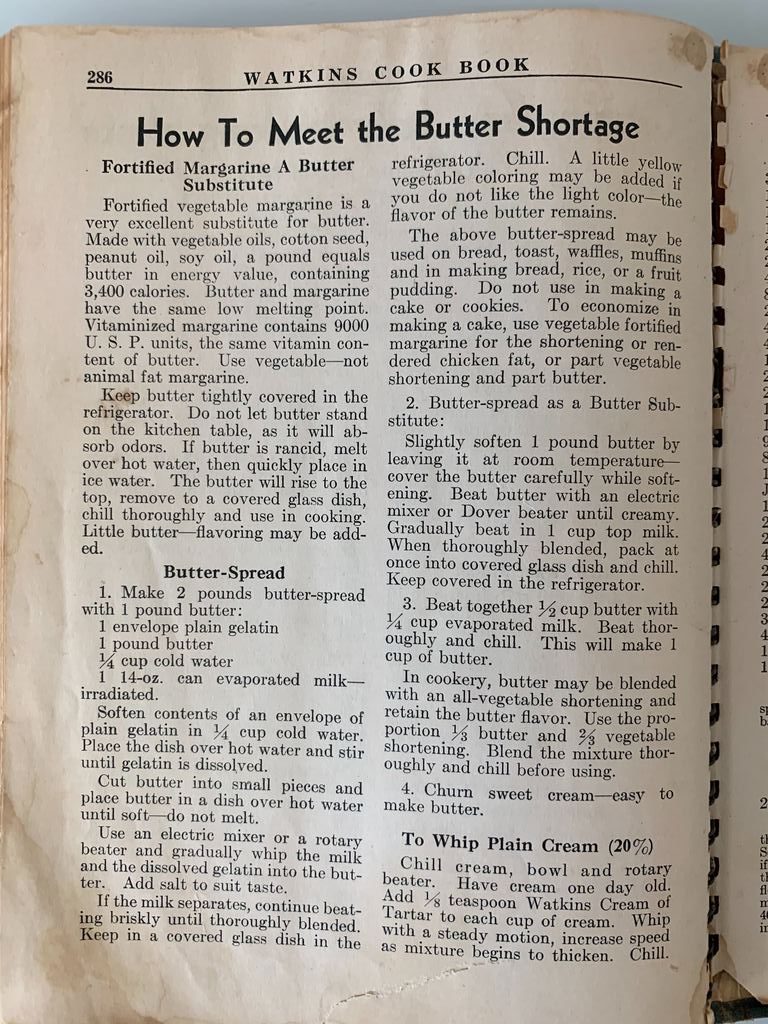 286
WATKINS COOK BOOK
How To Meet the Butter Shortage
Fortified Margarine A Butter
Substitute
Fortified vegetable margarine is a
very excellent substitute for butter.
Made with vegetable oils, cotton seed,
peanut oil, soy oil, a pound equals
butter in energy value, containing
3,400 calories. Butter and margarine
have the same low melting point.
Vitaminized margarine contains 9000
U. S. P. units, the same vitamin con-
tent of butter. Use vegetable—not
animal fat margarine.
Keep butter tightly covered in the
refrigerator. Do not let butter stand
on the kitchen table, as it will ab-
sorb odors. If butter is rancid, melt
over hot water, then quickly place in
ice water. The butter will rise to the
top, remove to a covered glass dish,
chill thoroughly and use in cooking.
Little butter—flavoring may be add-
ed.
Butter-Spread
1. Make 2 pounds butter-spread
with 1 pound butter:
1 envelope plain gelatin
1 pound butter
¼ cup cold water
1 14-oz. can evaporated milk—
irradiated.
Soften contents of an envelope of
plain gelatin in ¼ cup cold water.
Place the dish over hot water and stir
until gelatin is dissolved.
Cut butter into small pieces and
place butter in a dish over hot water
until soft—do not melt.
Use an electric mixer or a rotary
beater and gradually whip the milk
and the dissolved gelatin into the but-
ter. Add salt to suit taste.
If the milk separates, continue beat-
ing briskly until thoroughly blended.
Keep in a covered glass dish in the
refrigerator. Chill. A little yellow
vegetable coloring may be added if
you do not like the light color—the
flavor of the butter remains.
The above butter-spread may be
used on bread, toast, waffles, muffins
and in making bread, rice, or a fruit
pudding. Do not use in making a
cake or cookies. To economize in
making a cake, use vegetable fortified
margarine for the shortening or ren-
dered chicken fat, or part vegetable
shortening and part butter.
2. Butter-spread as a Butter Sub-
stitute:
Slightly soften 1 pound butter by
leaving it at room temperature—
cover the butter carefully while soft-
ening. Beat butter with an electric
mixer or Dover beater until creamy.
Gradually beat in 1 cup top milk.
When thoroughly blended, pack at
once into covered glass dish and chill.
Keep covered in the refrigerator.
3. Beat together ½ cup butter with
¼ cup evaporated milk. Beat thor-
oughly and chill. This will make 1
cup of butter.
In cookery, butter may be blended
with an all-vegetable shortening and
retain the butter flavor. Use the pro-
portion ⅓ butter and ⅔ vegetable
shortening. Blend the mixture thor-
oughly and chill before using.
4. Churn sweet cream—easy to
make butter.
To Whip Plain Cream (20%)
Chill cream, bowl and rotary
beater. Have cream one day old.
Add ⅛ teaspoon Watkins Cream of
Tartar to each cup of cream. Whip
with a steady motion, increase speed
as mixture begins to thicken. Chill.